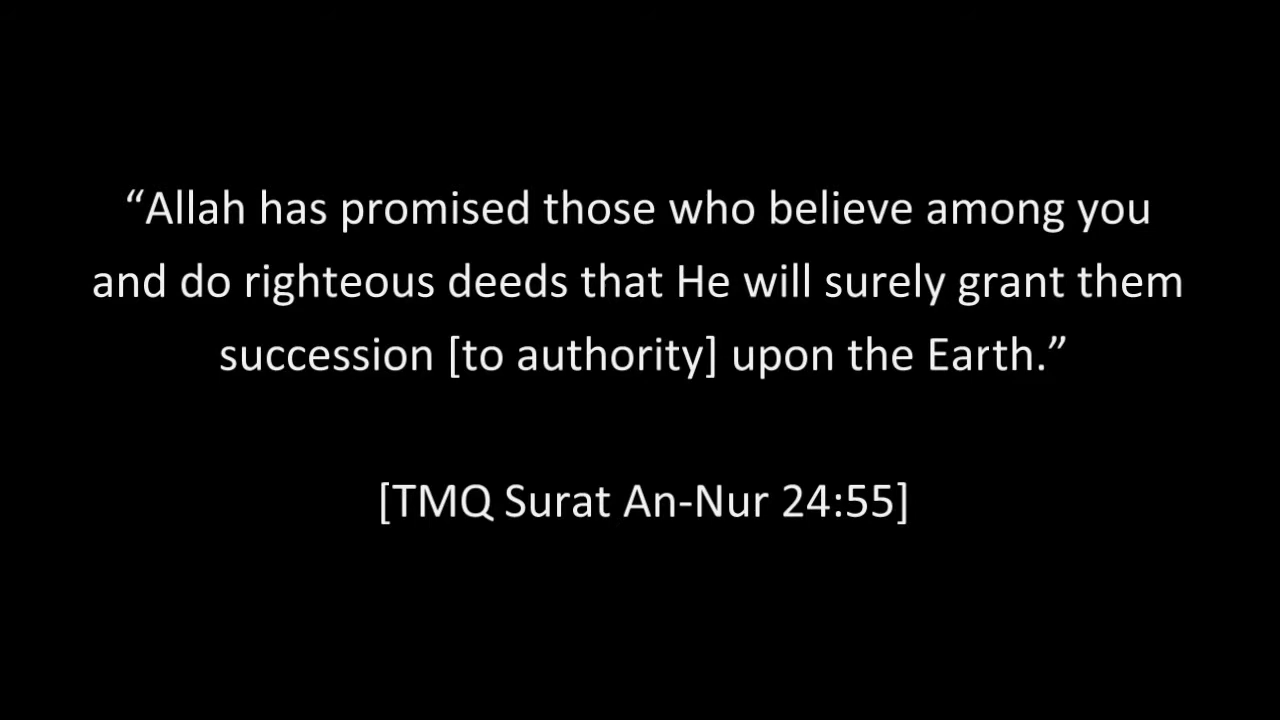 “Allah has promised those who believe among you
and do righteous deeds that He will surely grant them
succession [to authority] upon the Earth.”
[TMQ Surat An-Nur 24:55]